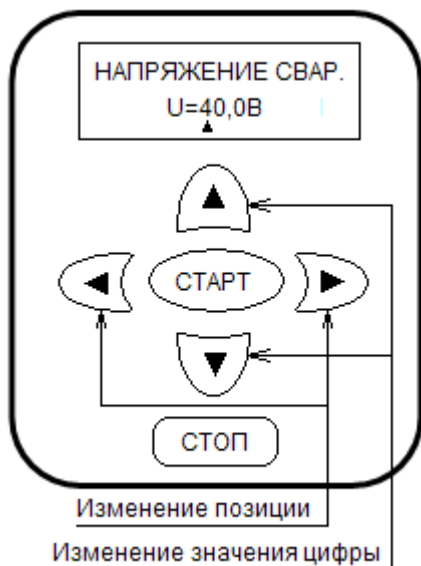 НАПРЯЖЕНИЕ СВАР.
U=40,0В
СТАРТ
СТОП
Изменение позиции
Изменение значения цифры